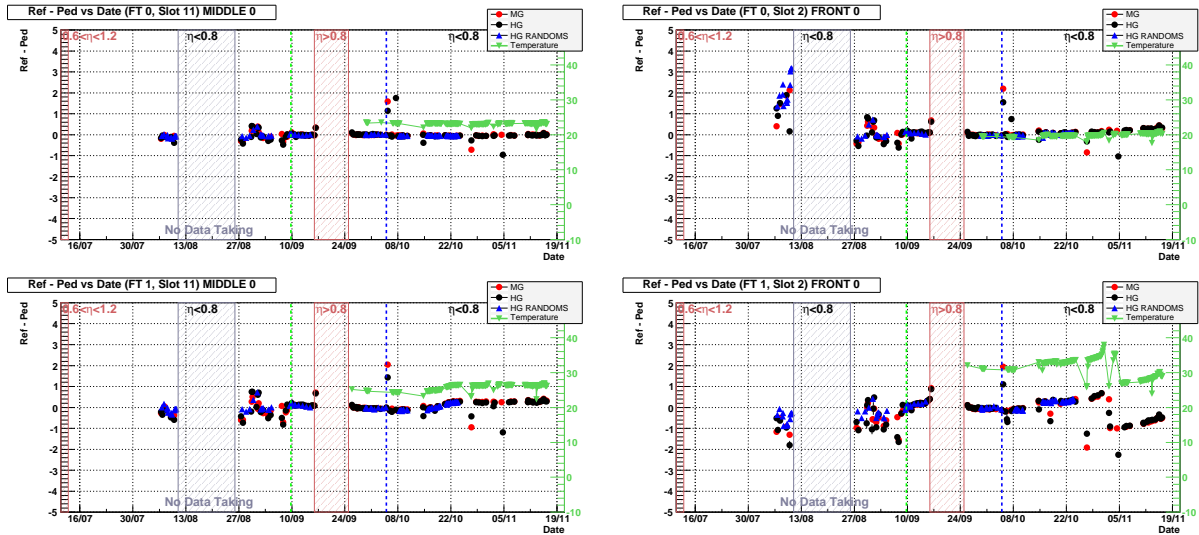 Ref - Ped vs Date (FT 0, Slot 11) MIDDLE 0
MG
HG
HG RANDOMS
Temperature
0.6<η<1.2
η<0.8
η>0.8
η<0.8
Ref - Ped
5
4
3
2
1
0
-1
-2
-3
-4
-5
40
30
20
10
0
-10
No Data Taking
16/07 30/07 13/08 27/08 10/09 24/09 08/10 22/10 05/11 19/11
Date
Ref - Ped vs Date (FT 0, Slot 2) FRONT 0
MG
HG
HG RANDOMS
Temperature
0.6<η<1.2
η<0.8
η>0.8
η<0.8
Ref - Ped
5
4
3
2
1
0
-1
-2
-3
-4
-5
40
30
20
10
0
-10
No Data Taking
16/07 30/07 13/08 27/08 10/09 24/09 08/10 22/10 05/11 19/11
Date
Ref - Ped vs Date (FT 1, Slot 11) MIDDLE 0
MG
HG
HG RANDOMS
Temperature
0.6<η<1.2
η<0.8
η>0.8
η<0.8
Ref - Ped
5
4
3
2
1
0
-1
-2
-3
-4
-5
40
30
20
10
0
-10
No Data Taking
16/07 30/07 13/08 27/08 10/09 24/09 08/10 22/10 05/11 19/11
Date
Ref - Ped vs Date (FT 1, Slot 2) FRONT 0
MG
HG
HG RANDOMS
Temperature
0.6<η<1.2
η<0.8
η>0.8
η<0.8
Ref - Ped
5
4
3
2
1
0
-1
-2
-3
-4
-5
40
30
20
10
0
-10
No Data Taking
16/07 30/07 13/08 27/08 10/09 24/09 08/10 22/10 05/11 19/11
Date